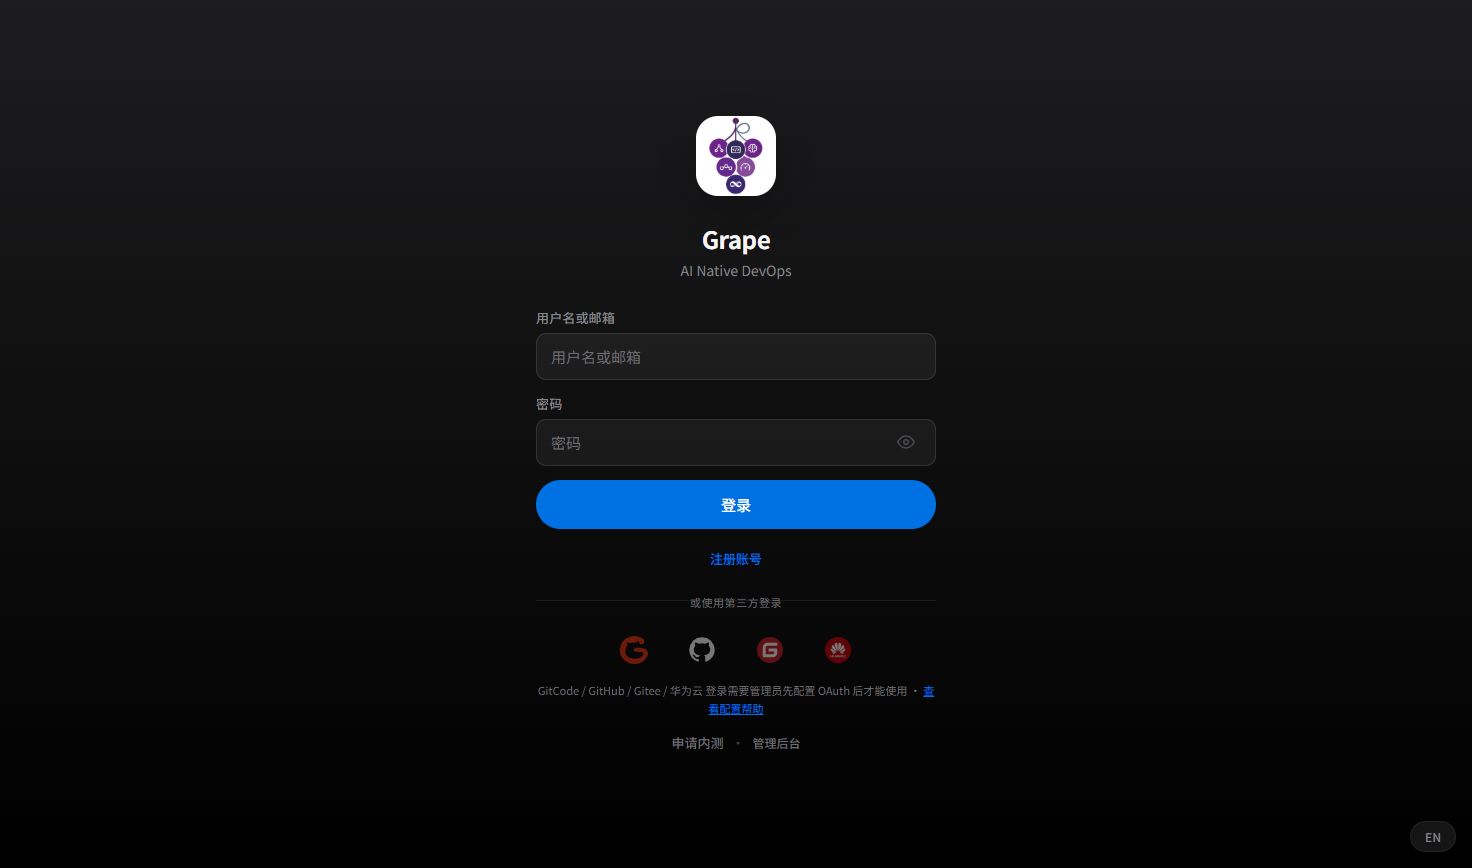 Grape
AI Native DevOps
用户名或邮箱
用户名或邮箱
密码
密码
登录
注册账号
或使用第三方登录
GitCode / GitHub / Gitee / 华为云 登录需要管理员先配置 OAuth 后才能使用 · 查
看配置帮助
申请内测 · 管理后台
EN